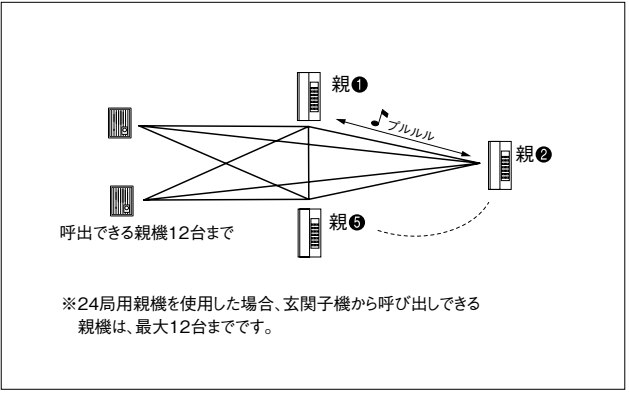 親❶
プルルル
親❷
親❺
呼出できる親機12台まで
※24局用親機を使用した場合、玄関子機から呼び出しできる
親機は、最大12台までです。